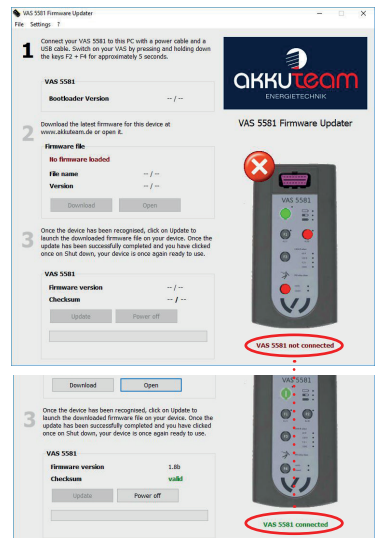 VAS 5581 Firmware Updater
File Settings ?
1
Connect your VAS 5581 to this PC with a power cable and a
USB cable. Switch on your VAS by pressing and holding down
the keys F2 + F4 for approximately 5 seconds.
VAS 5581
Bootloader Version -- / --
akkuteam
ENERGIETECHNIK
VAS 5581 Firmware Updater
2
Download the latest firmware for this device at
www.akkuteam.de or open it.
Firmware file
No firmware loaded
File name -- / --
Version -- / --
Download Open
VAS 5581
3
Once the device has been recognised, click on Update to
launch the downloaded firmware file on your device. Once the
update has been successfully completed and you have clicked
once on Shut down, your device is once again ready to use.
VAS 5581
Firmware version -- / --
Checksum -- / --
Update Power off
VAS 5581 not connected
Download Open
VAS 5581
3
Once the device has been recognised, click on Update to
launch the downloaded firmware file on your device. Once the
update has been successfully completed and you have clicked
once on Shut down, your device is once again ready to use.
VAS 5581
Firmware version 1.8b
Checksum valid
Update Power off
VAS 5581 connected